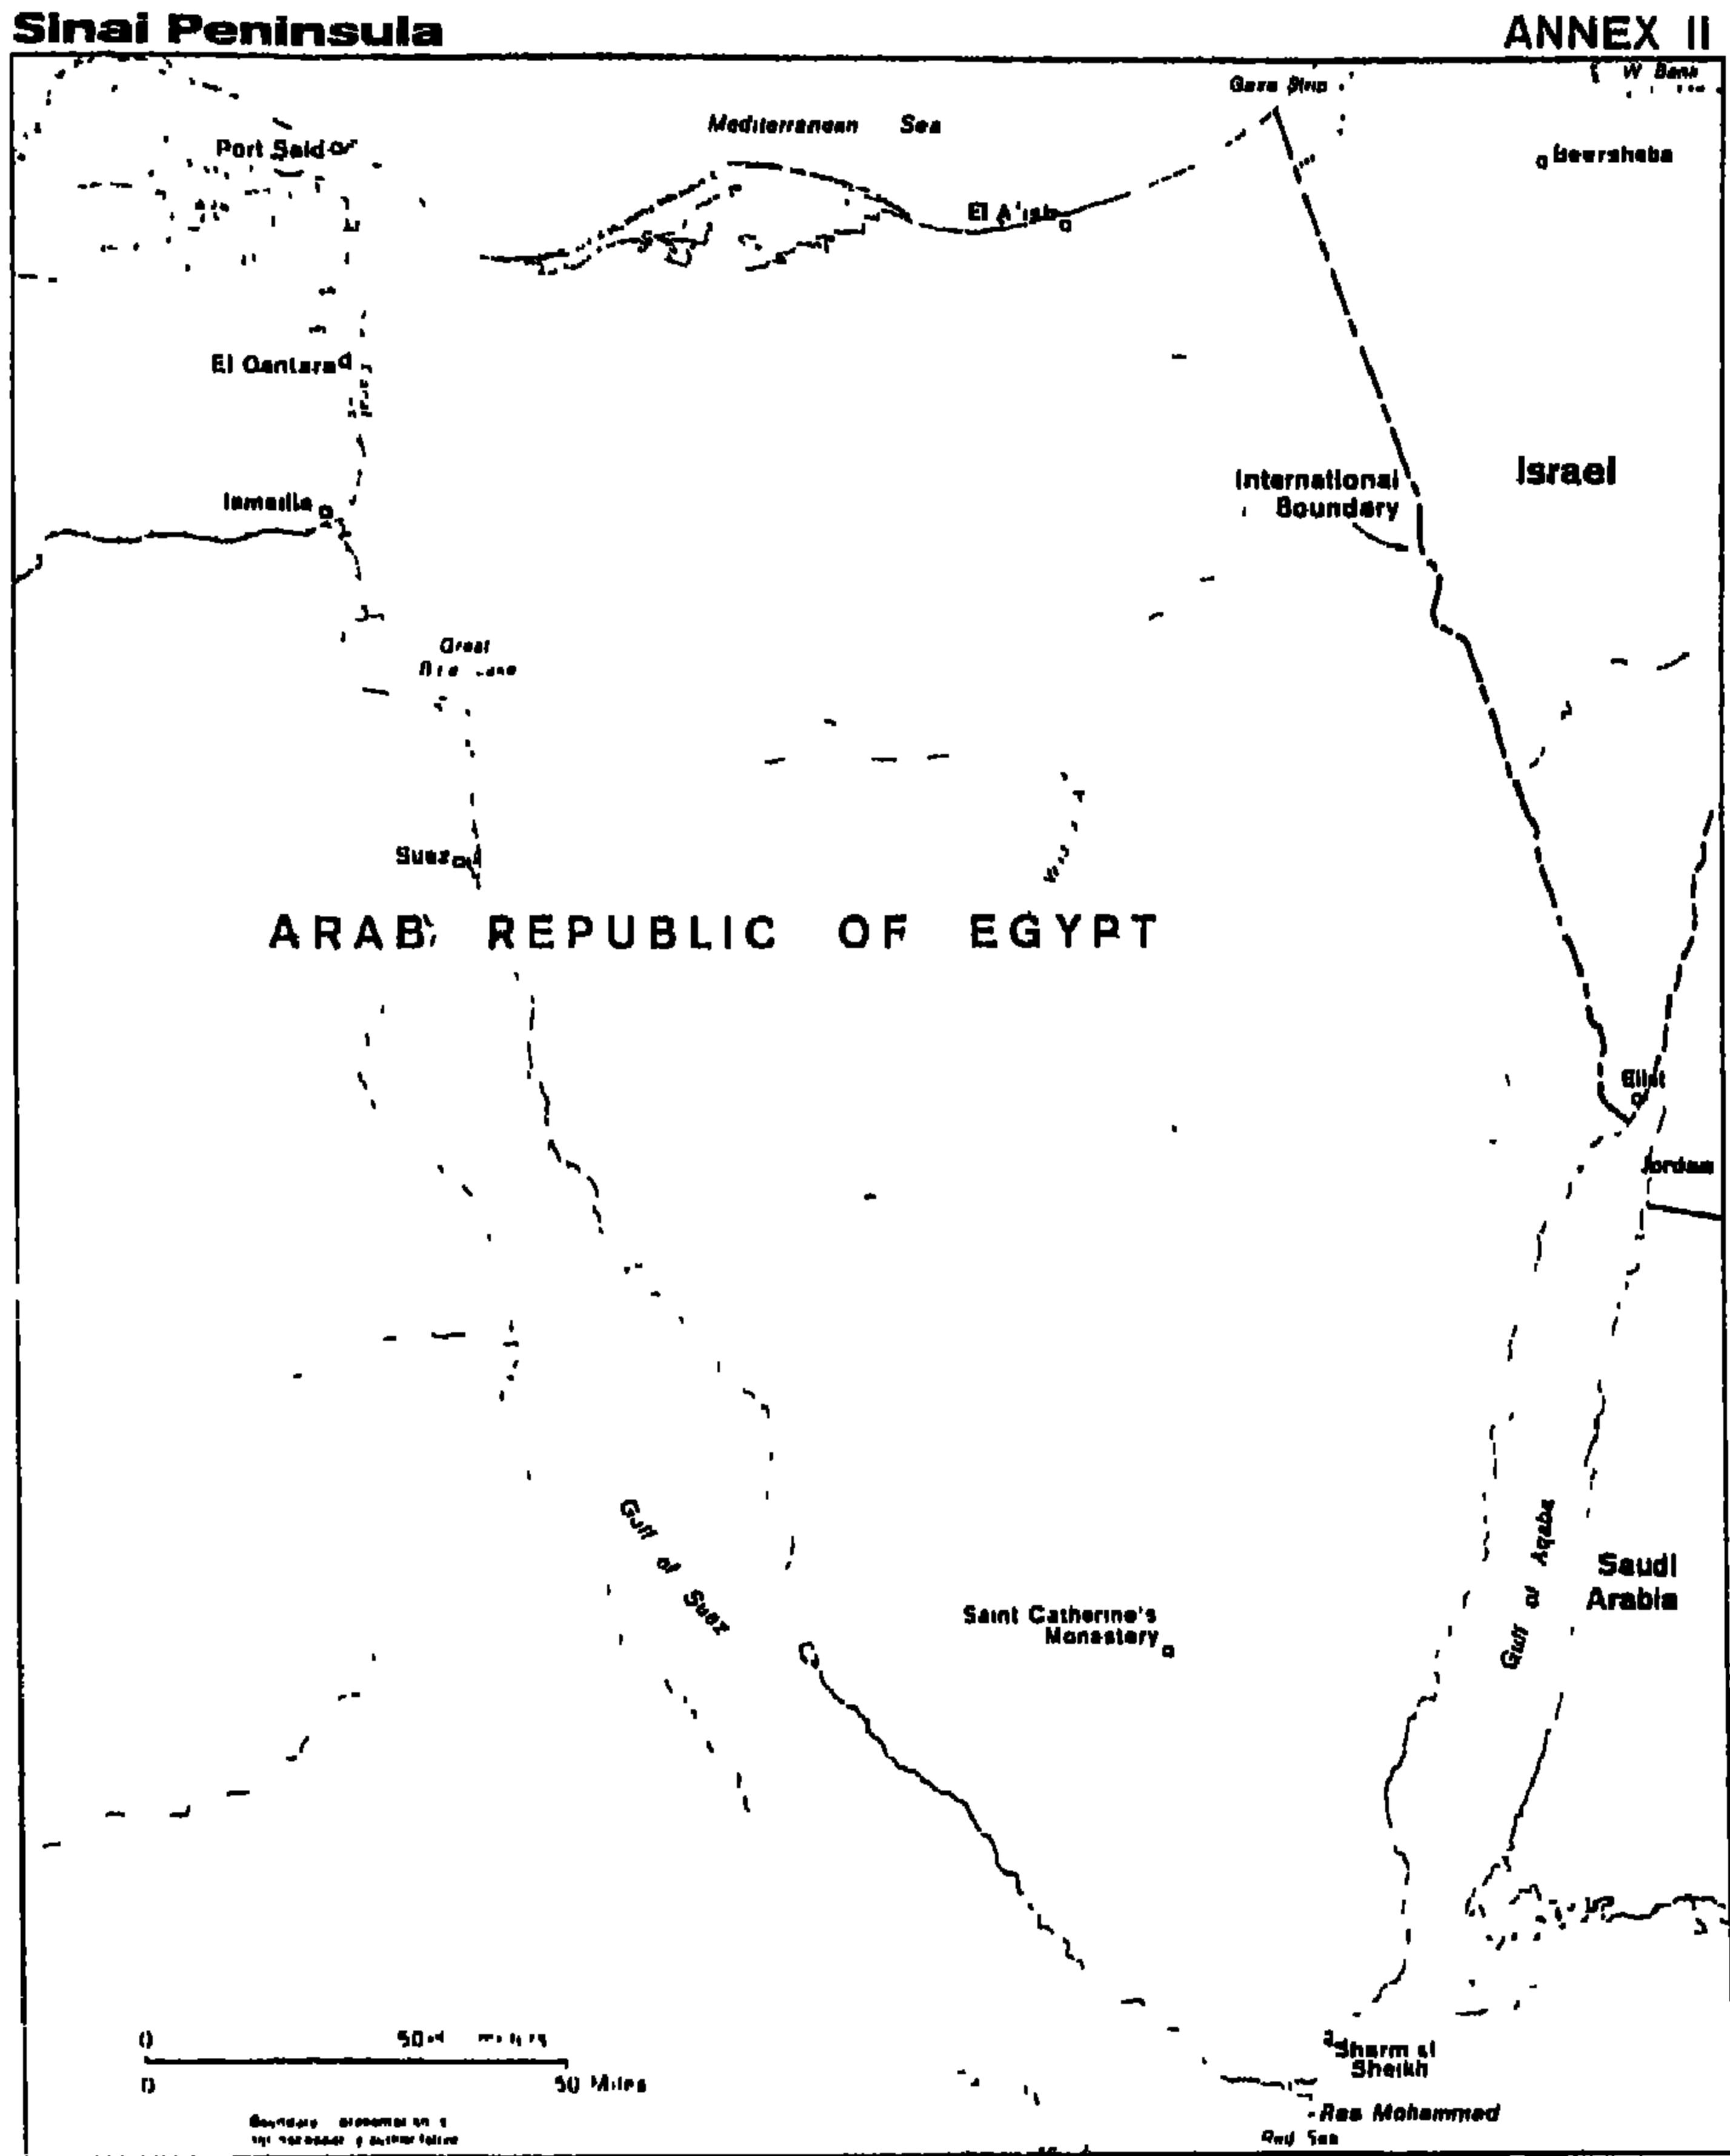 Sinai Peninsula
ANNEX II
Gaza Strip
W Bank
Mediterranean Sea
Port Said
Beersheba
El A'ish
El Qantara
International
Boundary
Israel
Ismailia
Great
Suez
ARAB REPUBLIC OF EGYPT
Eilat
Jordan
Gulf of Suez
Gulf of Aqaba
Saudi
Arabia
Saint Catherine's
Monastery
0 50
0 50 Miles
Sharm el
Sheikh
Ras Mohammed
Red Sea